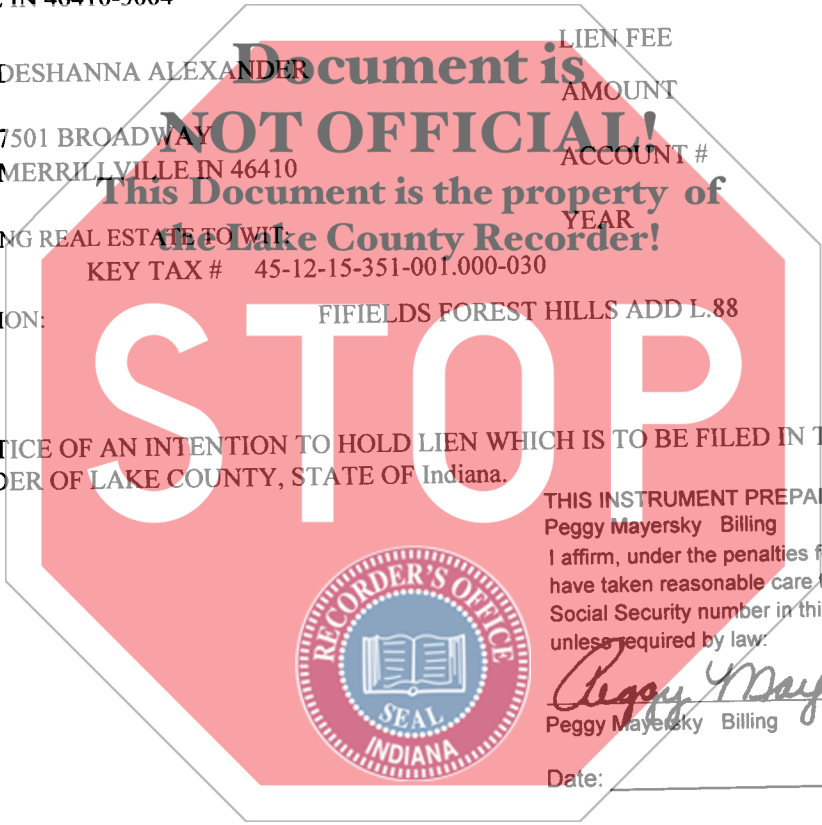 IN 46410-5064
LIEN FEE
DESHANNA ALEXANDER
Document is
AMOUNT
7501 BROADWAY
NOT OFFICIAL!
ACCOUNT #
MERRILLVILLE IN 46410
This Document is the property of
YEAR
NG REAL ESTATE TO WIT:
the Lake County Recorder!
KEY TAX # 45-12-15-351-001.000-030
ION: FIFIELDS FOREST HILLS ADD L.88
STOP
TICE OF AN INTENTION TO HOLD LIEN WHICH IS TO BE FILED IN T
DER OF LAKE COUNTY, STATE OF Indiana.
THIS INSTRUMENT PREPA
Peggy Mayersky Billing
I affirm, under the penalties f
have taken reasonable care t
Social Security number in thi
unless required by law:
Peggy May
Peggy Mayersky Billing
Date:
RECORDER'S OFFICE
SEAL
INDIANA